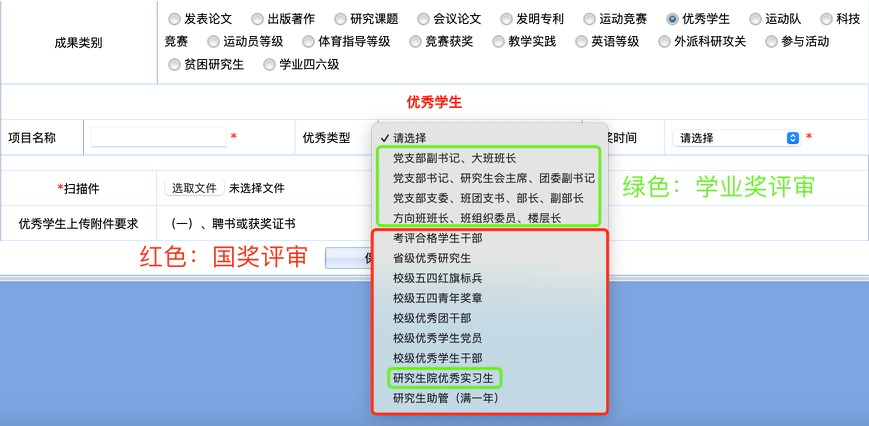 发表论文 出版著作 研究课题 会议论文 发明专利 运动竞赛 优秀学生 运动队 科技
成果类别
竞赛 运动员等级 体育指导等级 竞赛获奖 教学实践 英语等级 外派科研攻关 参与活动
贫困研究生 学业四六级
优秀学生
项目名称 * 优秀类型 请选择 奖时间 请选择 *
党支部副书记、大班班长
党支部书记、研究生会主席、团委副书记
*扫描件 选取文件 未选择文件
绿色：学业奖评审
党支部支委、班团支书、部长、副部长
方向班班长、班组织委员、楼层长
优秀学生上传附件要求 （一）、聘书或获奖证书
考评合格学生干部
红色：国奖评审
省级优秀研究生
校级五四红旗标兵
校级五四青年奖章
校级优秀团干部
校级优秀学生党员
校级优秀学生干部
研究生院优秀实习生
研究生助管（满一年）